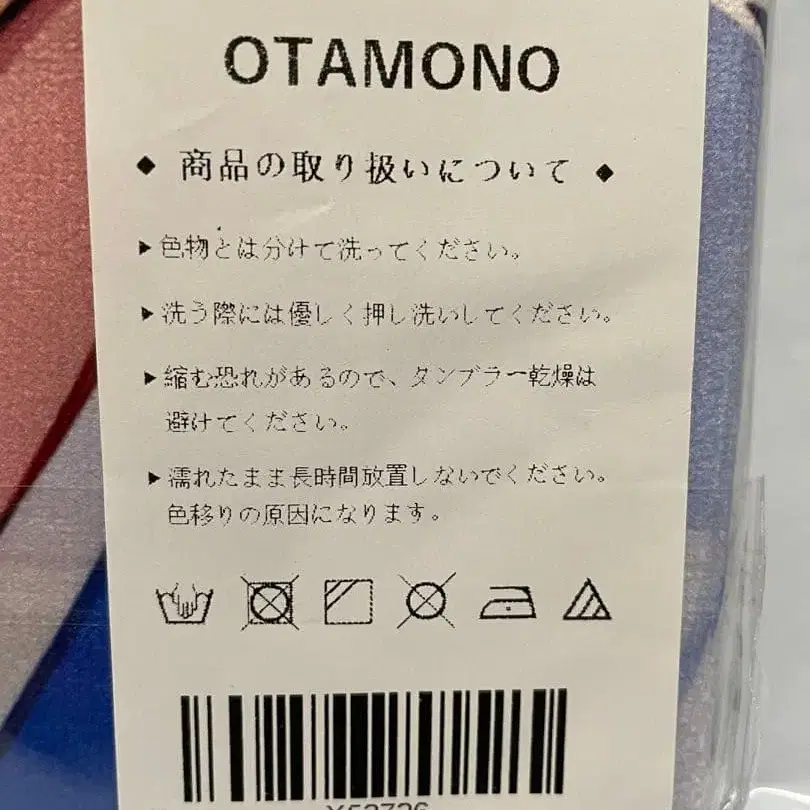 OTAMONO
◆ 商品の取り扱いについて ◆
▶色物とは分けて洗ってください。
▶洗う際には優しく押し洗いしてください。
▶縮む恐れがあるので、タンブラー乾燥は
避けてください。
▶濡れたまま長時間放置しないでください。
色移りの原因になります。